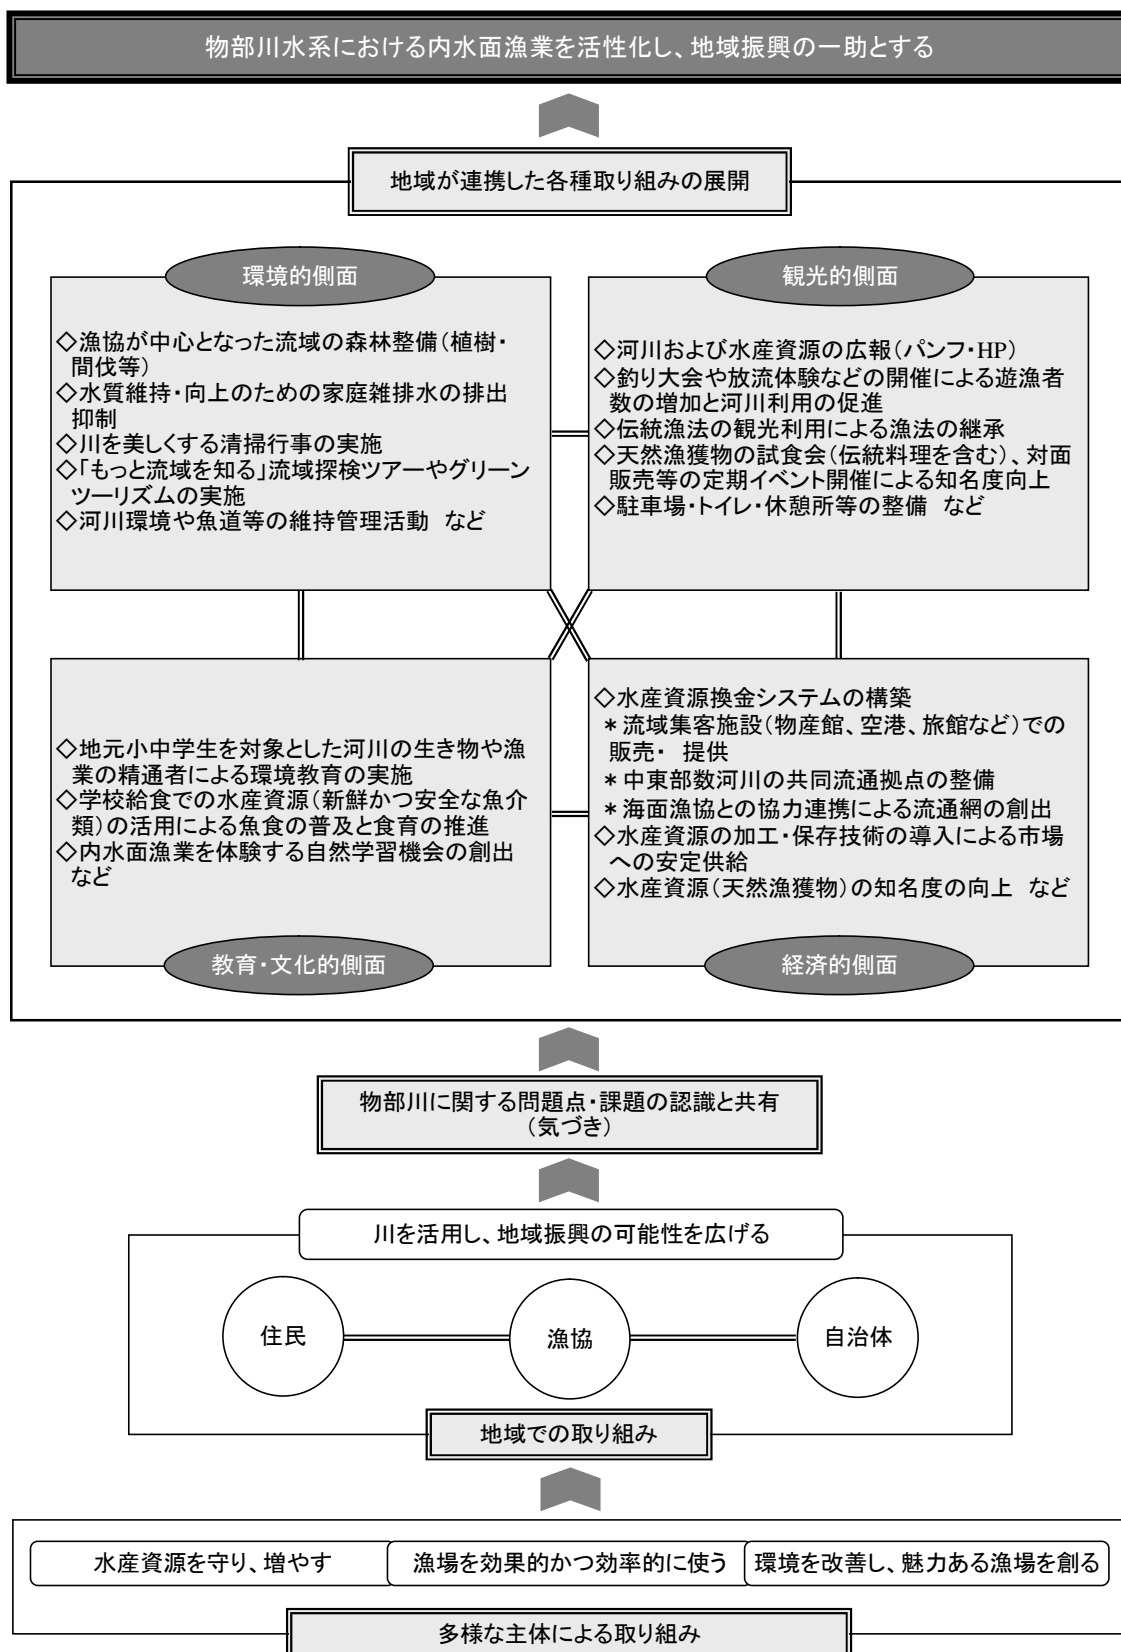 物部川水系における内水面漁業を活性化し、地域振興の一助とする
地域が連携した各種取り組みの展開
環境的側面
◇漁協が中心となった流域の森林整備(植樹・
間伐等)
◇水質維持・向上のための家庭雑排水の排出
抑制
◇川を美しくする清掃行事の実施
◇「もっと流域を知る」流域探検ツアーやグリーン
ツーリズムの実施
◇河川環境や魚道等の維持管理活動 など
観光的側面
◇河川および水産資源の広報(パンフ・HP)
◇釣り大会や放流体験などの開催による遊漁者
数の増加と河川利用の促進
◇伝統漁法の観光利用による漁法の継承
◇天然漁獲物の試食会(伝統料理を含む)、対面
販売等の定期イベント開催による知名度向上
◇駐車場・トイレ・休憩所等の整備 など
◇地元小中学生を対象とした河川の生き物や漁
業の精通者による環境教育の実施
◇学校給食での水産資源(新鮮かつ安全な魚介
類)の活用による魚食の普及と食育の推進
◇内水面漁業を体験する自然学習機会の創出
など
教育・文化的側面
◇水産資源換金システムの構築
*流域集客施設(物産館、空港、旅館など)での
販売・ 提供
*中東部数河川の共同流通拠点の整備
*海面漁協との協力連携による流通網の創出
◇水産資源の加工・保存技術の導入による市場
への安定供給
◇水産資源(天然漁獲物)の知名度の向上 など
経済的側面
物部川に関する問題点・課題の認識と共有
(気づき)
川を活用し、地域振興の可能性を広げる
住民
漁協
自治体
地域での取り組み
水産資源を守り、増やす
漁場を効果的かつ効率的に使う
環境を改善し、魅力ある漁場を創る
多様な主体による取り組み